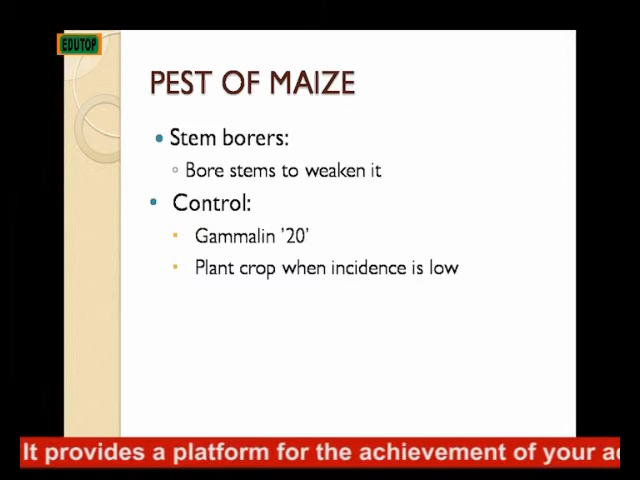 EDUTOP
PEST OF MAIZE
• Stem borers:
◦ Bore stems to weaken it
• Control:
• Gammalin ’20’
• Plant crop when incidence is low
It provides a platform for the achievement of your